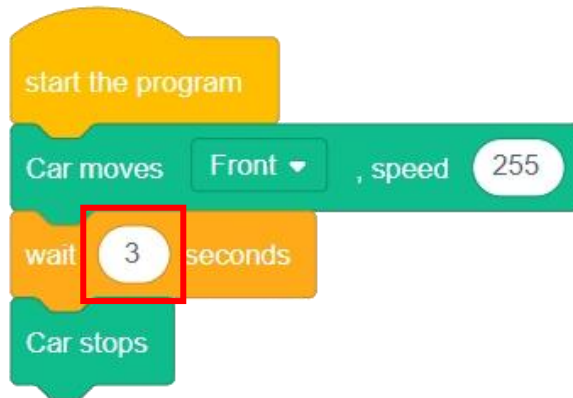 start the program
Car moves Front , speed 255
wait 3 seconds
Car stops